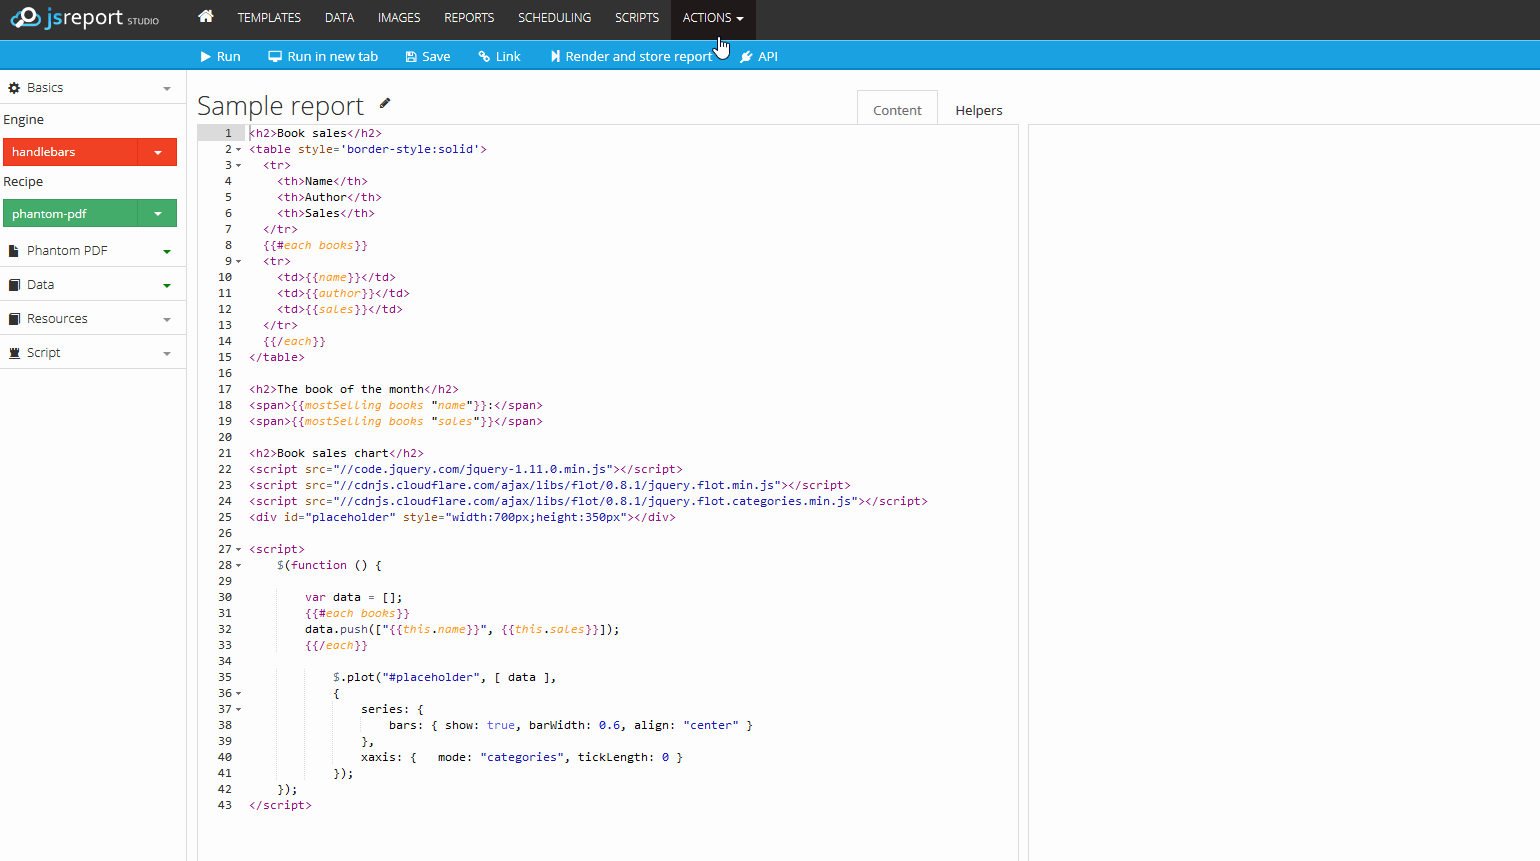 jsreport STUDIO
TEMPLATES DATA IMAGES REPORTS SCHEDULING SCRIPTS ACTIONS
Run Run in new tab Save Link Render and store report API
Basics
Engine
handlebars
Recipe
phantom-pdf
Phantom PDF
Data
Resources
Script
Sample report
Content Helpers
1 <h2>Book sales</h2>
2 <table style='border-style:solid'>
3 <tr>
4 <th>Name</th>
5 <th>Author</th>
6 <th>Sales</th>
7 </tr>
8 {{#each books}}
9 <tr>
10 <td>{{name}}</td>
11 <td>{{author}}</td>
12 <td>{{sales}}</td>
13 </tr>
14 {{/each}}
15 </table>
16
17 <h2>The book of the month</h2>
18 <span>{{mostSelling books "name"}}:</span>
19 <span>{{mostSelling books "sales"}}</span>
20
21 <h2>Book sales chart</h2>
22 <script src="//code.jquery.com/jquery-1.11.0.min.js"></script>
23 <script src="//cdnjs.cloudflare.com/ajax/libs/flot/0.8.1/jquery.flot.min.js"></script>
24 <script src="//cdnjs.cloudflare.com/ajax/libs/flot/0.8.1/jquery.flot.categories.min.js"></script>
25 <div id="placeholder" style="width:700px;height:350px"></div>
26
27 <script>
28 $(function () {
29
30 var data = [];
31 {{#each books}}
32 data.push(["{{this.name}}", {{this.sales}}]);
33 {{/each}}
34
35 $.plot("#placeholder", [ data ],
36 {
37 series: {
38 bars: { show: true, barWidth: 0.6, align: "center" }
39 },
40 xaxis: { mode: "categories", tickLength: 0 }
41 });
42 });
43 </script>